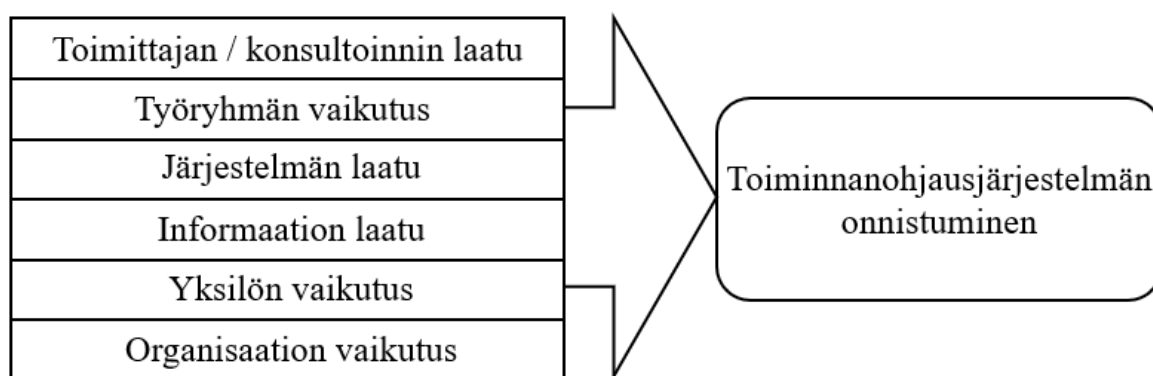 Toimittajan / konsultoinnin laatu
Työryhmän vaikutus
Järjestelmän laatu
Informaation laatu
Yksilön vaikutus
Organisaation vaikutus
Toiminnanohjausjärjestelmän
onnistuminen